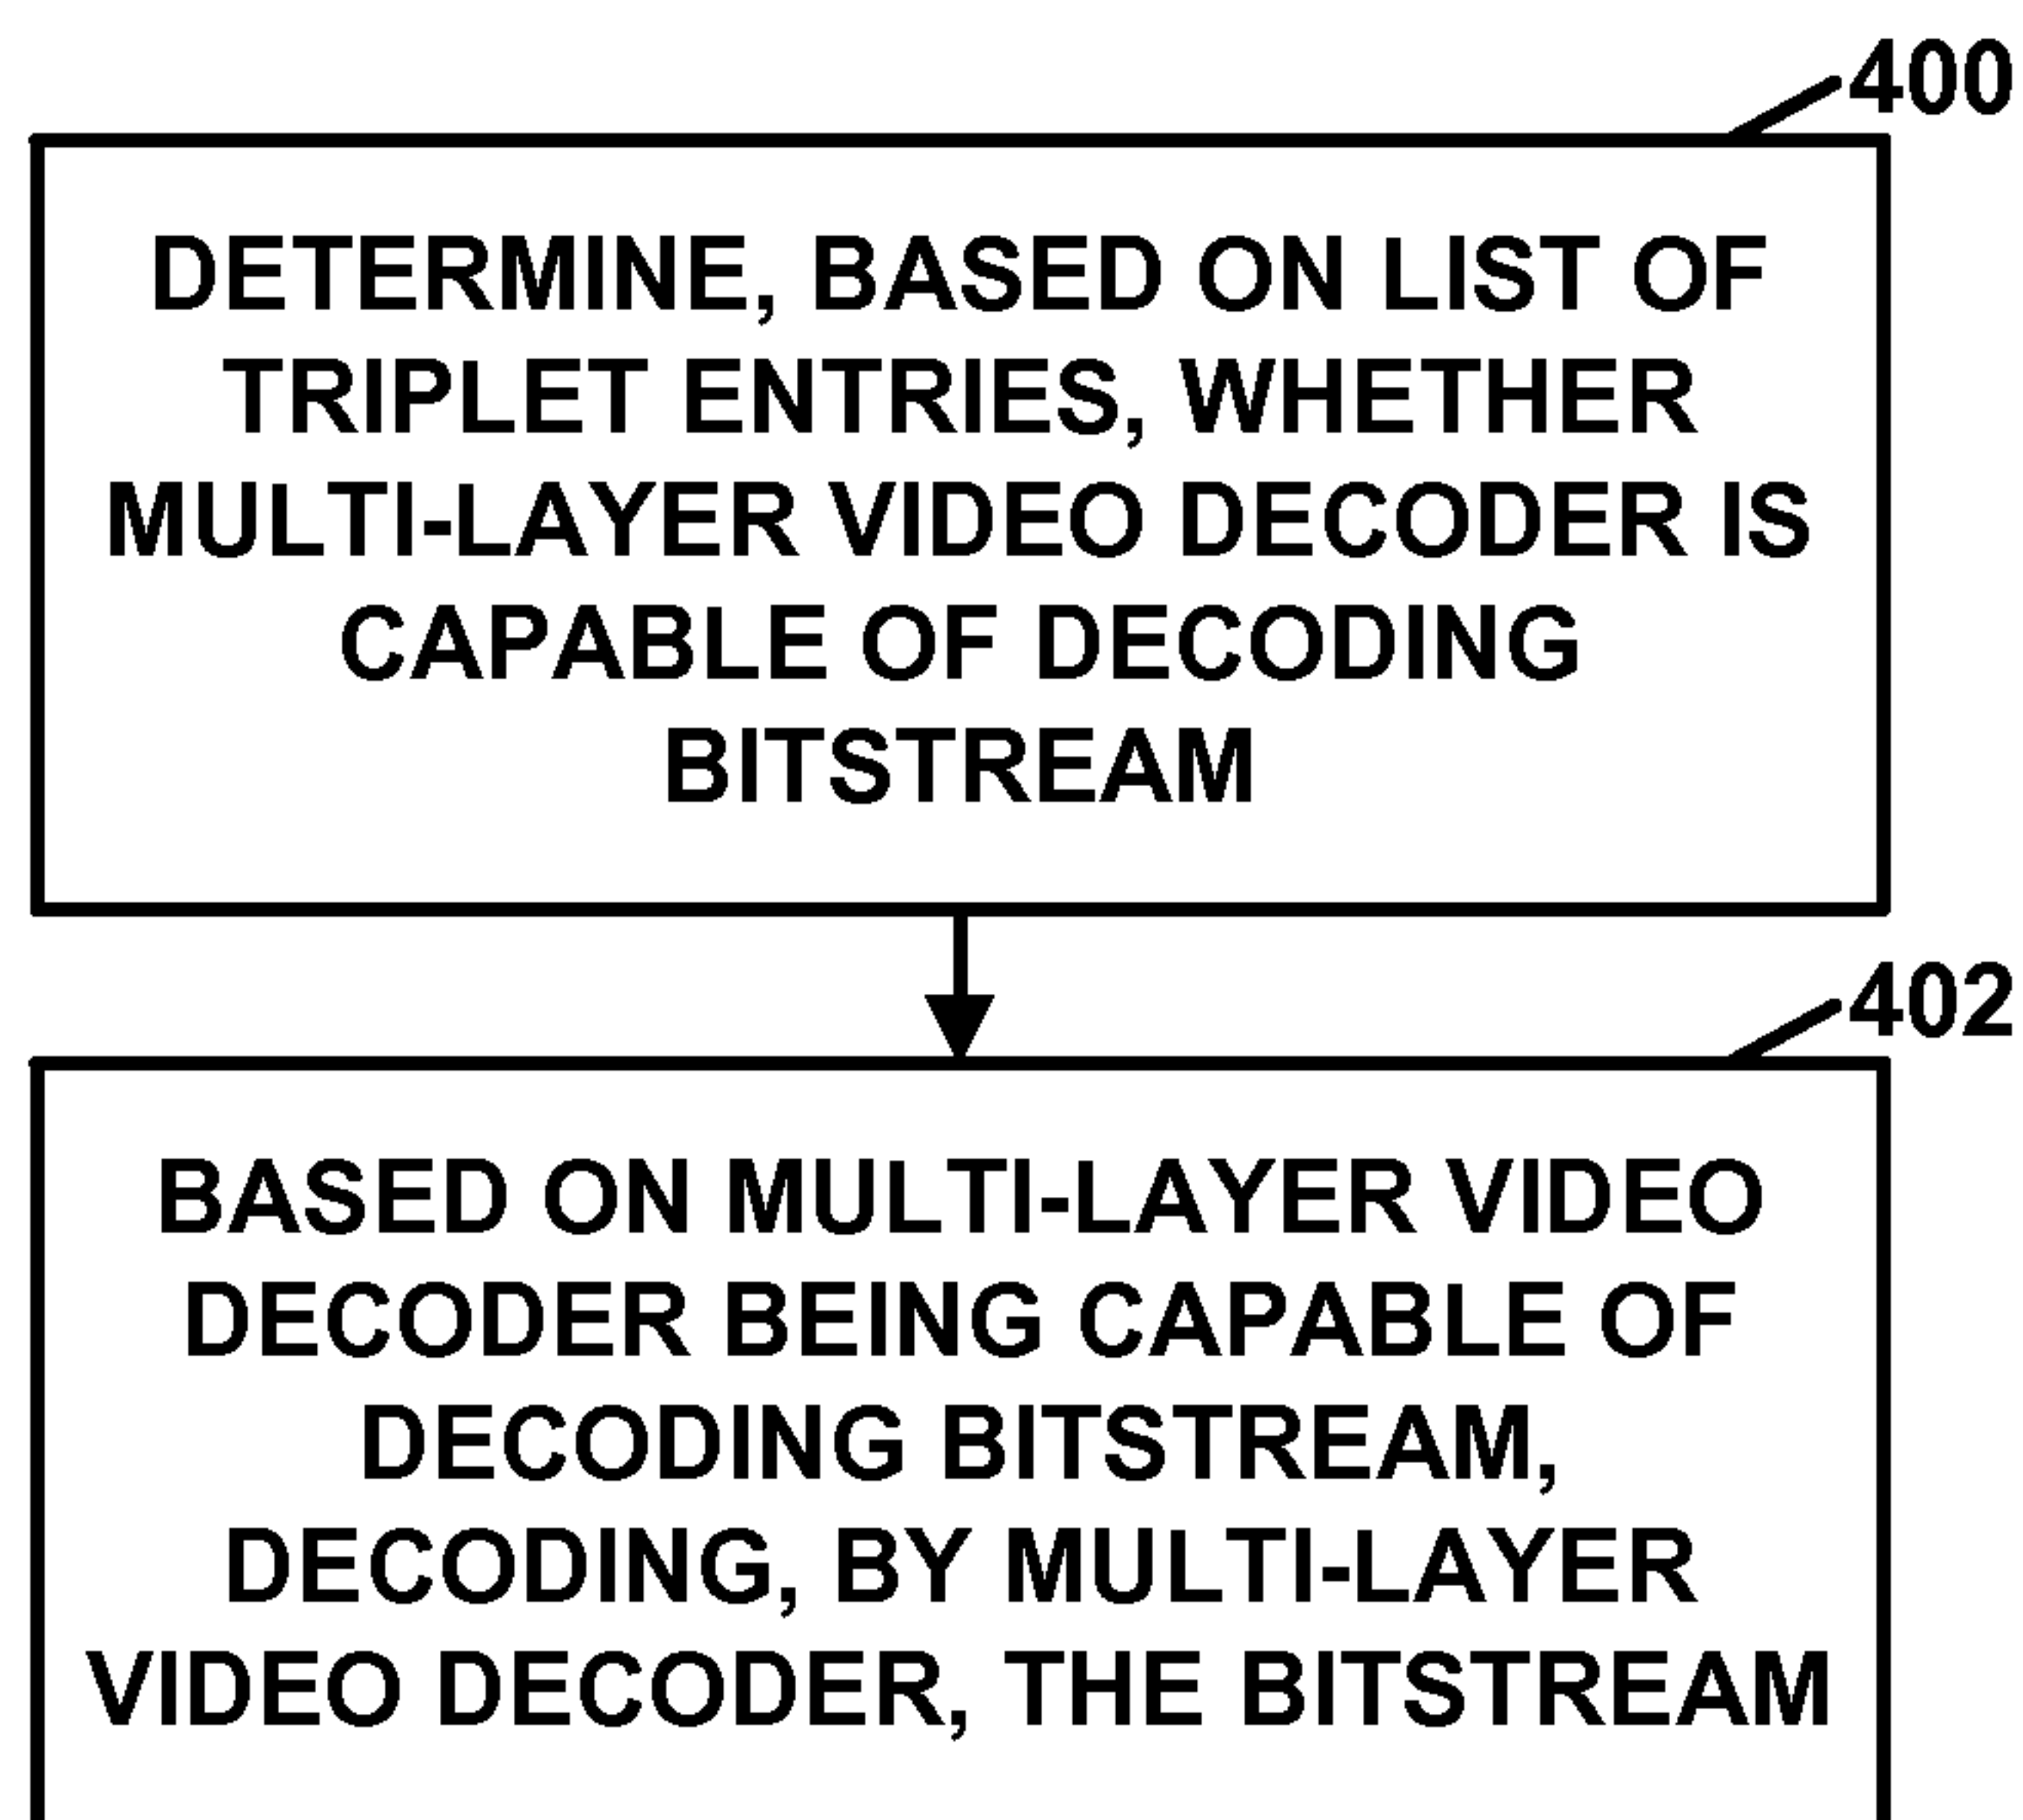 400
DETERMINE, BASED ON LIST OF
TRIPLET ENTRIES, WHETHER
MULTI-LAYER VIDEO DECODER IS
CAPABLE OF DECODING
BITSTREAM
402
BASED ON MULTI-LAYER VIDEO
DECODER BEING CAPABLE OF
DECODING BITSTREAM,
DECODING, BY MULTI-LAYER
VIDEO DECODER, THE BITSTREAM